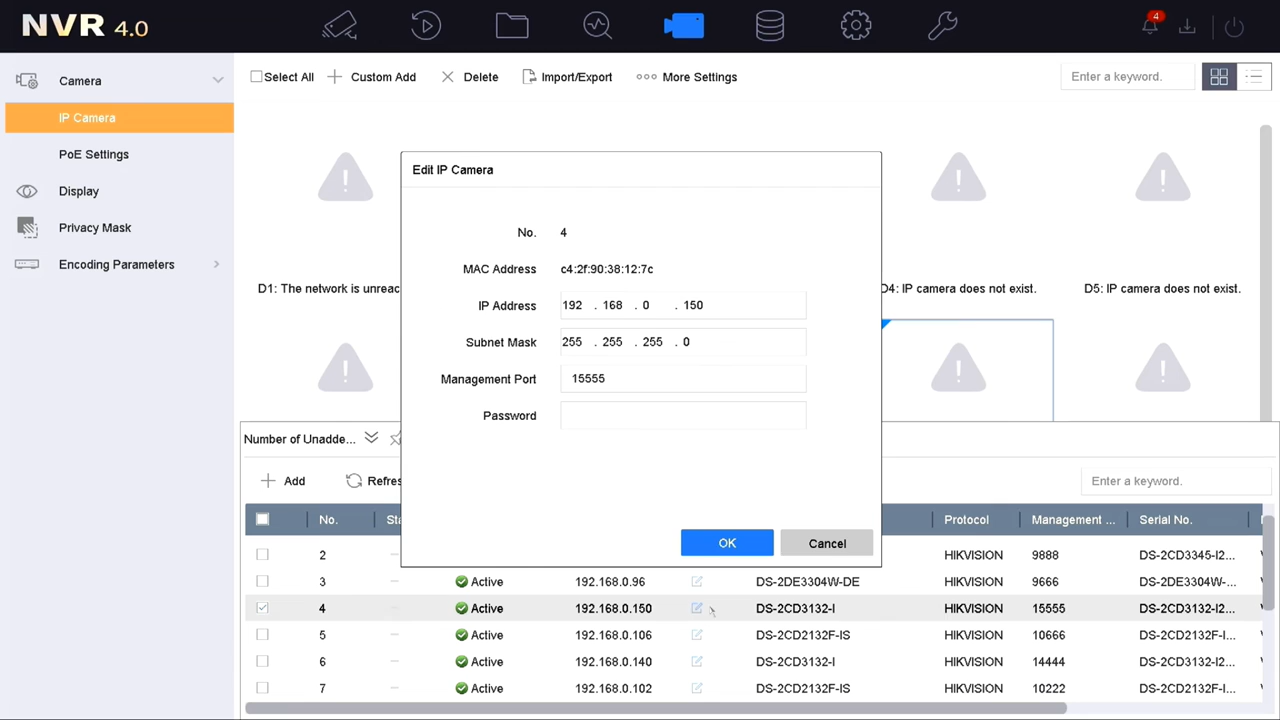 NVR 4.0
4
Camera
IP Camera
PoE Settings
Display
Privacy Mask
Encoding Parameters
Select All
Custom Add
Delete
Import/Export
More Settings
Enter a keyword.
D1: The network is unreac
D4: IP camera does not exist.
D5: IP camera does not exist.
Edit IP Camera
No. 4
MAC Address c4:2f:90:38:12:7c
IP Address 192 . 168 . 0 . 150
Subnet Mask 255 . 255 . 255 . 0
Management Port 15555
Password
OK
Cancel
Number of Unadde...
Add
Refres
Enter a keyword.
No. Sta Protocol Management ... Serial No.
2 HIKVISION 9888 DS-2CD3345-I2...
3 Active 192.168.0.96 DS-2DE3304W-DE HIKVISION 9666 DS-2DE3304W-...
4 Active 192.168.0.150 DS-2CD3132-I HIKVISION 15555 DS-2CD3132-I2...
5 Active 192.168.0.106 DS-2CD2132F-IS HIKVISION 10666 DS-2CD2132F-I...
6 Active 192.168.0.140 DS-2CD3132-I HIKVISION 14444 DS-2CD3132-I2...
7 Active 192.168.0.102 DS-2CD2132F-IS HIKVISION 10222 DS-2CD2132F-I...